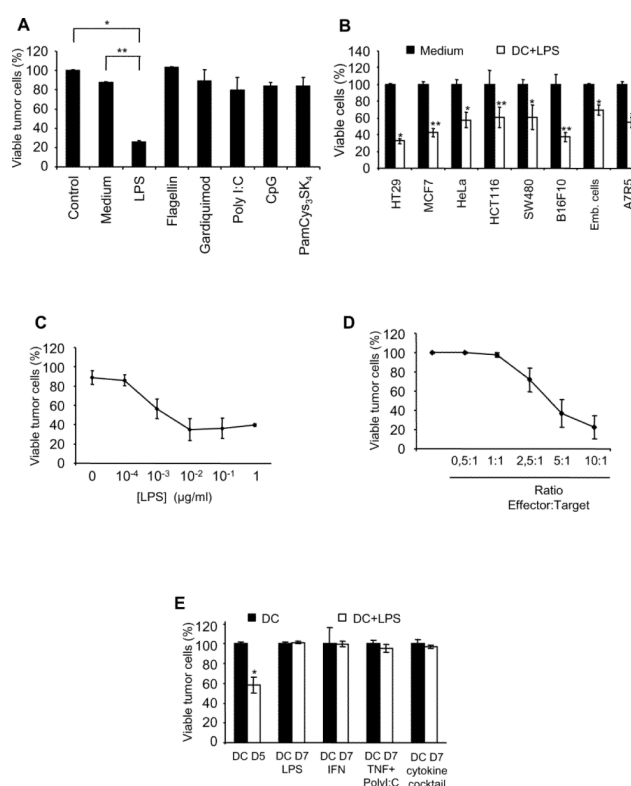 A
Viable tumor cells (%)
120
100
80
60
40
20
0
*
**
Control
Medium
LPS
Flagellin
Gardiquimod
Poly I:C
CpG
PamCys3SK4
B
Medium
DC+LPS
Viable cells (%)
140
120
100
80
60
40
20
0
*
**
*
**
*
**
*
HT29
MCF7
HeLa
HCT116
SW480
B16F10
Emb. cells
A7R5
C
Viable tumor cells (%)
120
100
80
60
40
20
0
0 10-4 10-3 10-2 10-1 1
[LPS] (µg/ml)
D
Viable tumor cells (%)
120
100
80
60
40
20
0
0,5:1 1:1 2,5:1 5:1 10:1
Ratio
Effector:Target
E
DC
DC+LPS
Viable tumor cells (%)
120
100
80
60
40
20
0
*
DC D5 DC D7 DC D7 DC D7 DC D7
LPS IFN TNF+ cytokine
PolyI:C cocktail